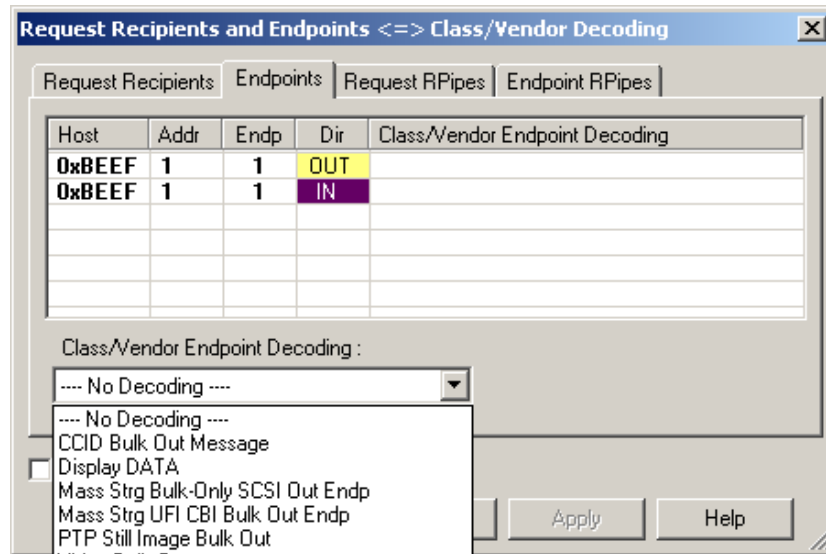 Request Recipients and Endpoints <=> Class/Vendor Decoding
Request Recipients Endpoints Request RPipes Endpoint RPipes
Host Addr Endp Dir Class/Vendor Endpoint Decoding
0xBEEF 1 1 OUT
0xBEEF 1 1 IN
Class/Vendor Endpoint Decoding :
---- No Decoding ----
---- No Decoding ----
CCID Bulk Out Message
Display DATA
Mass Strg Bulk-Only SCSI Out Endp
Mass Strg UFI CBI Bulk Out Endp
PTP Still Image Bulk Out
Apply Help